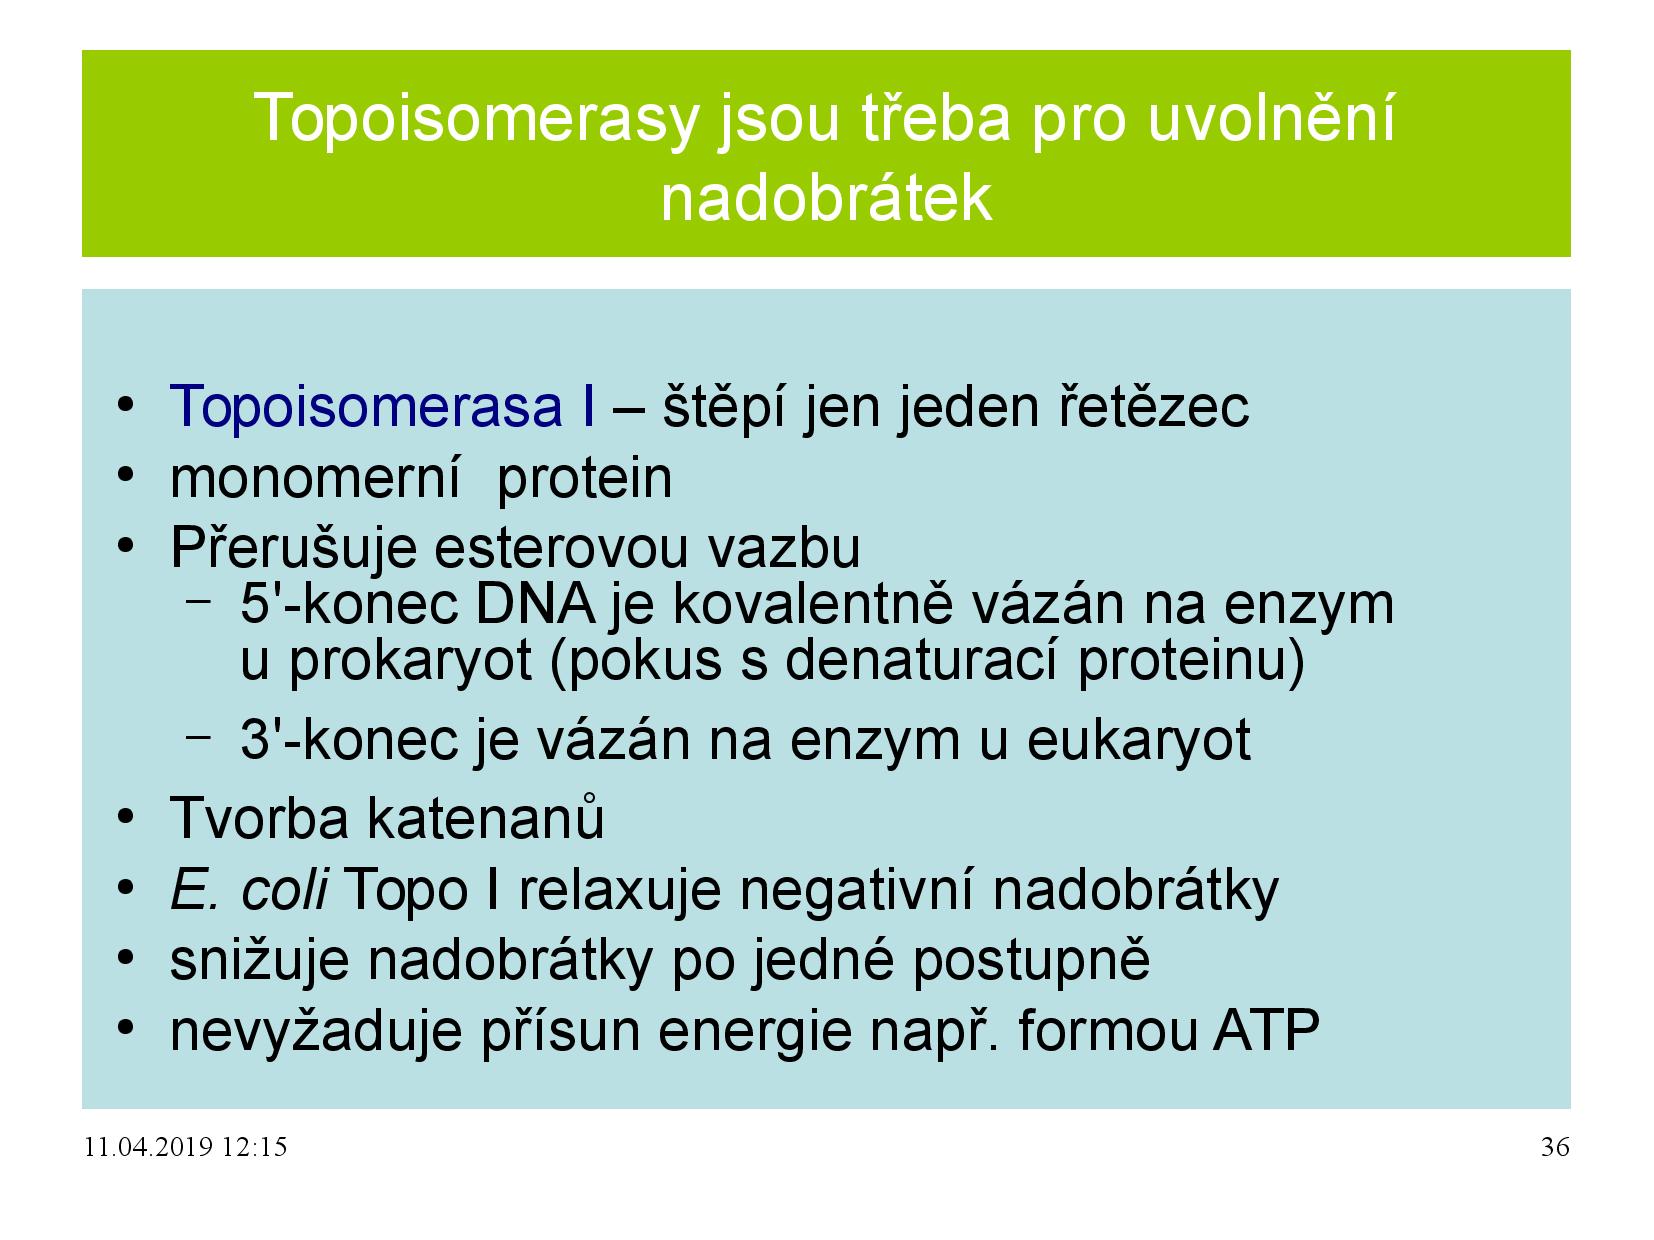 Topoisomerasy jsou třeba pro uvolnění
nadobrátek
• Topoisomerasa I – štěpí jen jeden řetězec
• monomerní  protein
• Přerušuje esterovou vazbu
– 5'-konec DNA je kovalentně vázán na enzym
u prokaryot (pokus s denaturací proteinu)
– 3'-konec je vázán na enzym u eukaryot
• Tvorba katenanů
• E. coli Topo I relaxuje negativní nadobrátky
• snižuje nadobrátky po jedné postupně
• nevyžaduje přísun energie např. formou ATP
11.04.2019 12:15
36